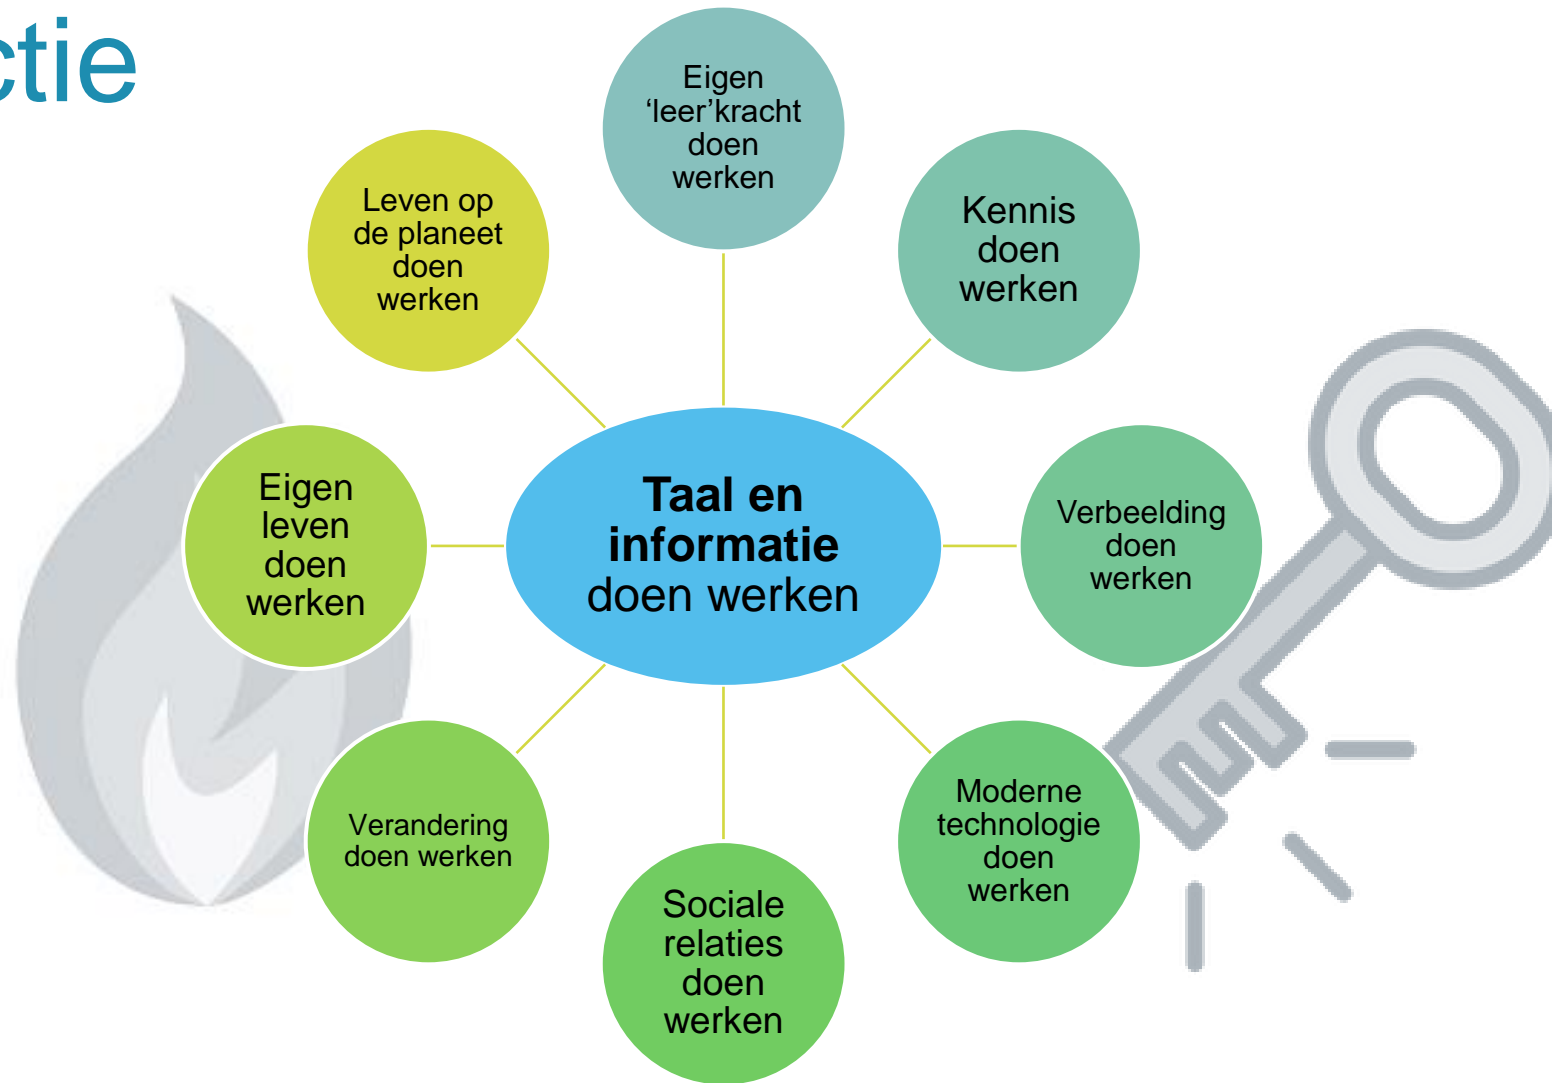 ctie
Eigen
‘leer’kracht
doen
werken
Kennis
doen
werken
Verbeelding
doen
werken
Moderne
technologie
doen
werken
Sociale
relaties
doen
werken
Verandering
doen werken
Eigen
leven
doen
werken
Leven op
de planeet
doen
werken
Taal en
informatie
doen werken